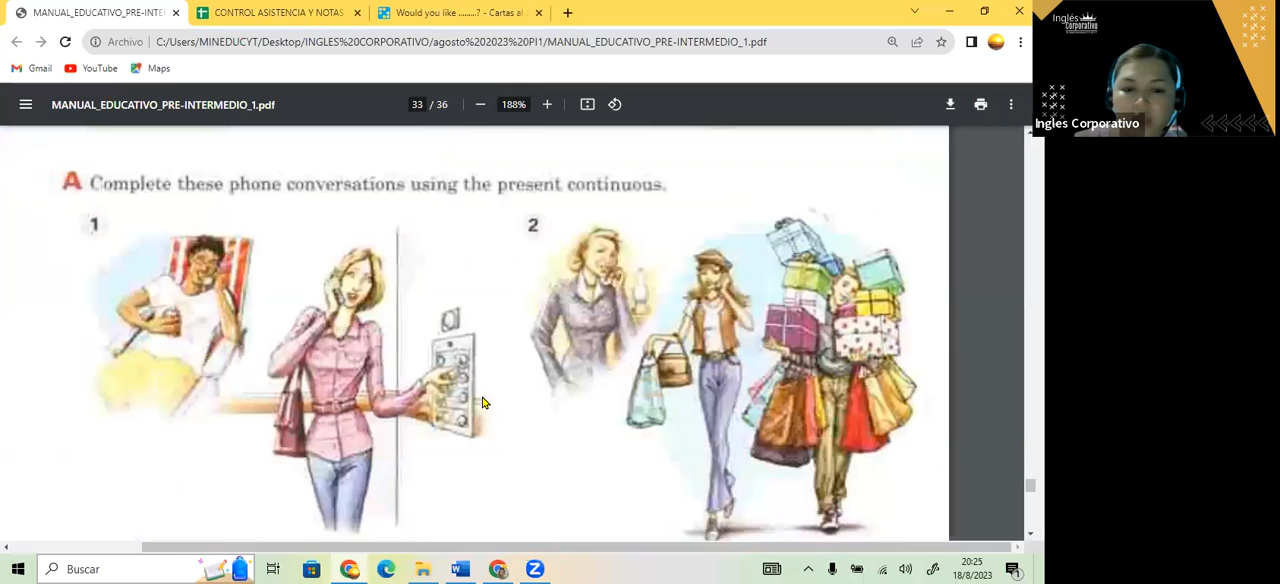 MANUAL_EDUCATIVO_PRE-INTER
CONTROL ASISTENCIA Y NOTAS
Would you like ........? - Cartas al
Archivo
C:/Users/MINEDUCYT/Desktop/INGLES%20CORPORATIVO/agosto%202023%20PI1/MANUAL_EDUCATIVO_PRE-INTERMEDIO_1.pdf
Gmail
YouTube
Maps
MANUAL_EDUCATIVO_PRE-INTERMEDIO_1.pdf
33 / 36
188%
A Complete these phone conversations using the present continuous.
1
2
Inglés
Corporativo
Ingles Corporativo
Buscar
20:25
18/8/2023
1